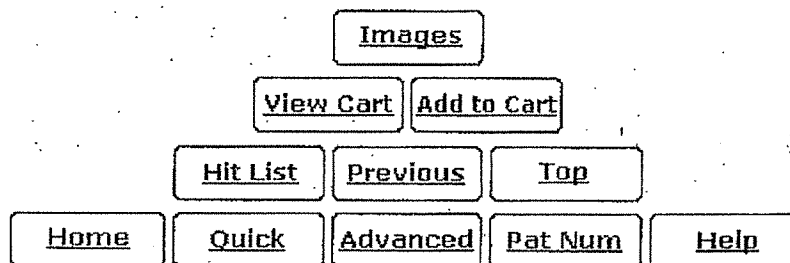 Images
View Cart Add to Cart
Hit List Previous Top
Home Quick Advanced Pat Num Help